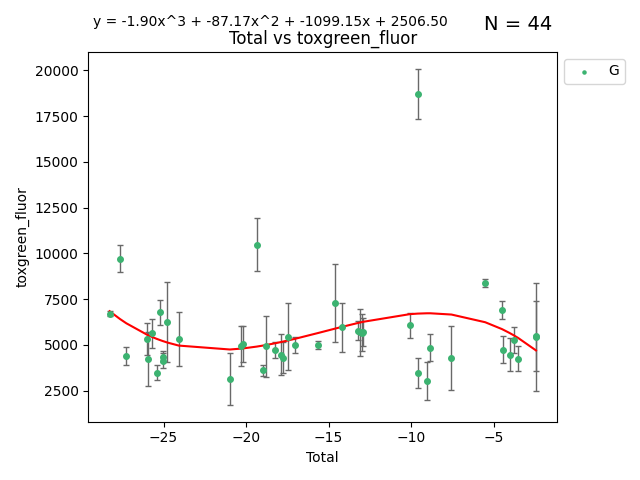 y = -1.90x^3 + -87.17x^2 + -1099.15x + 2506.50
N = 44
Total vs toxgreen_fluor
G
20000
17500
15000
12500
10000
7500
5000
2500
toxgreen_fluor
−25
−20
−15
−10
−5
Total